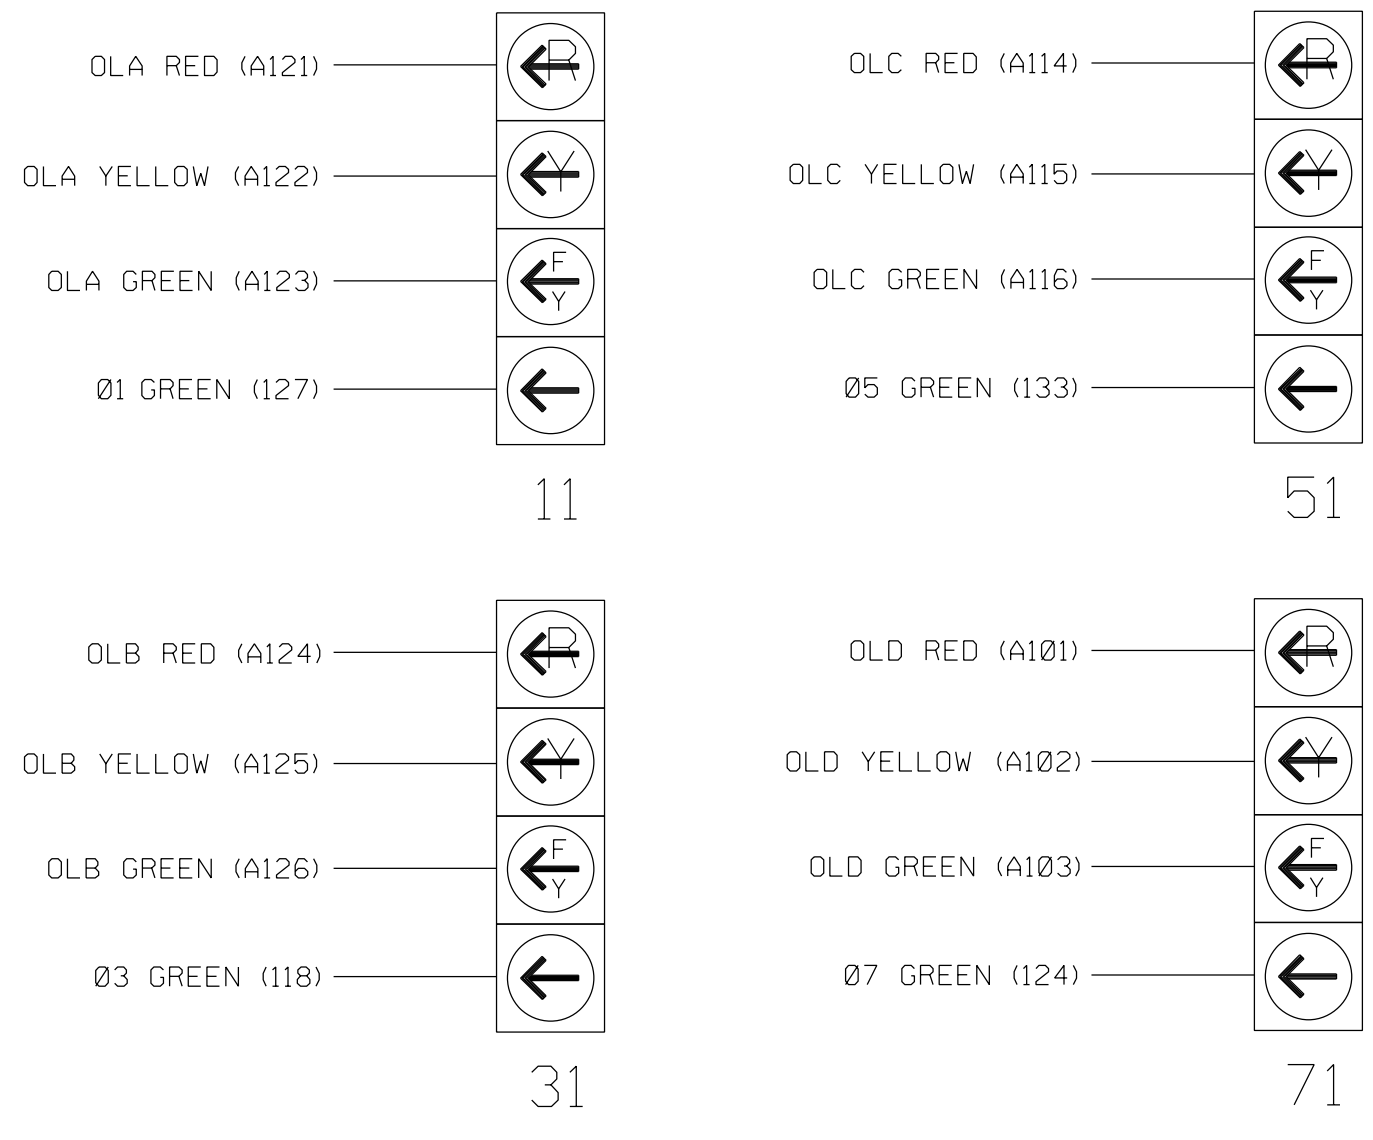 OLA RED (A121)
R
OLA YELLOW (A122)
Y
OLA GREEN (A123)
F
Y
Ø1 GREEN (127)
11
OLC RED (A114)
R
OLC YELLOW (A115)
Y
OLC GREEN (A116)
F
Y
Ø5 GREEN (133)
51
OLB RED (A124)
R
OLB YELLOW (A125)
Y
OLB GREEN (A126)
F
Y
Ø3 GREEN (118)
31
OLD RED (A1Ø1)
R
OLD YELLOW (A1Ø2)
Y
OLD GREEN (A1Ø3)
F
Y
Ø7 GREEN (124)
71